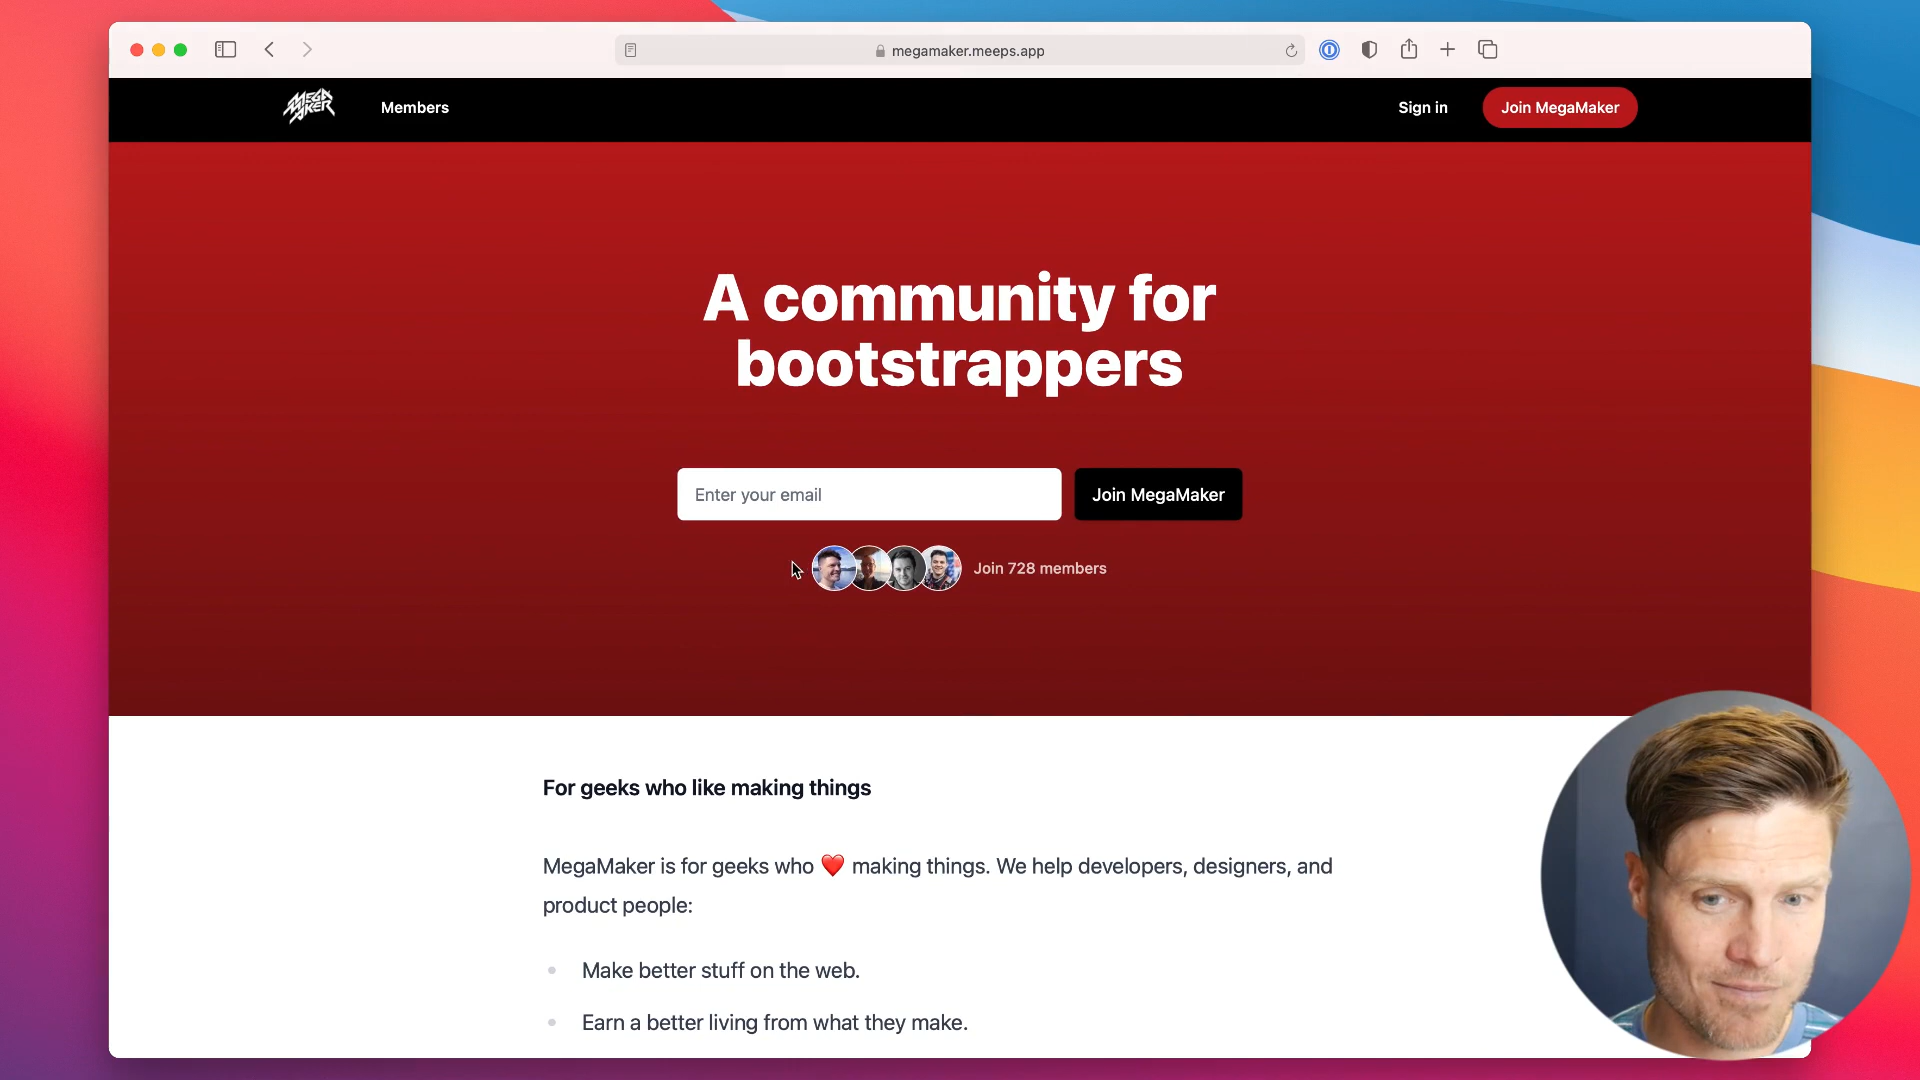 megamaker.meeps.app
MEGA MAKER
Members
Sign in
Join MegaMaker
A community for
bootstrappers
Enter your email
Join MegaMaker
Join 728 members
For geeks who like making things
MegaMaker is for geeks who ❤️ making things. We help developers, designers, and
product people:
Make better stuff on the web.
Earn a better living from what they make.